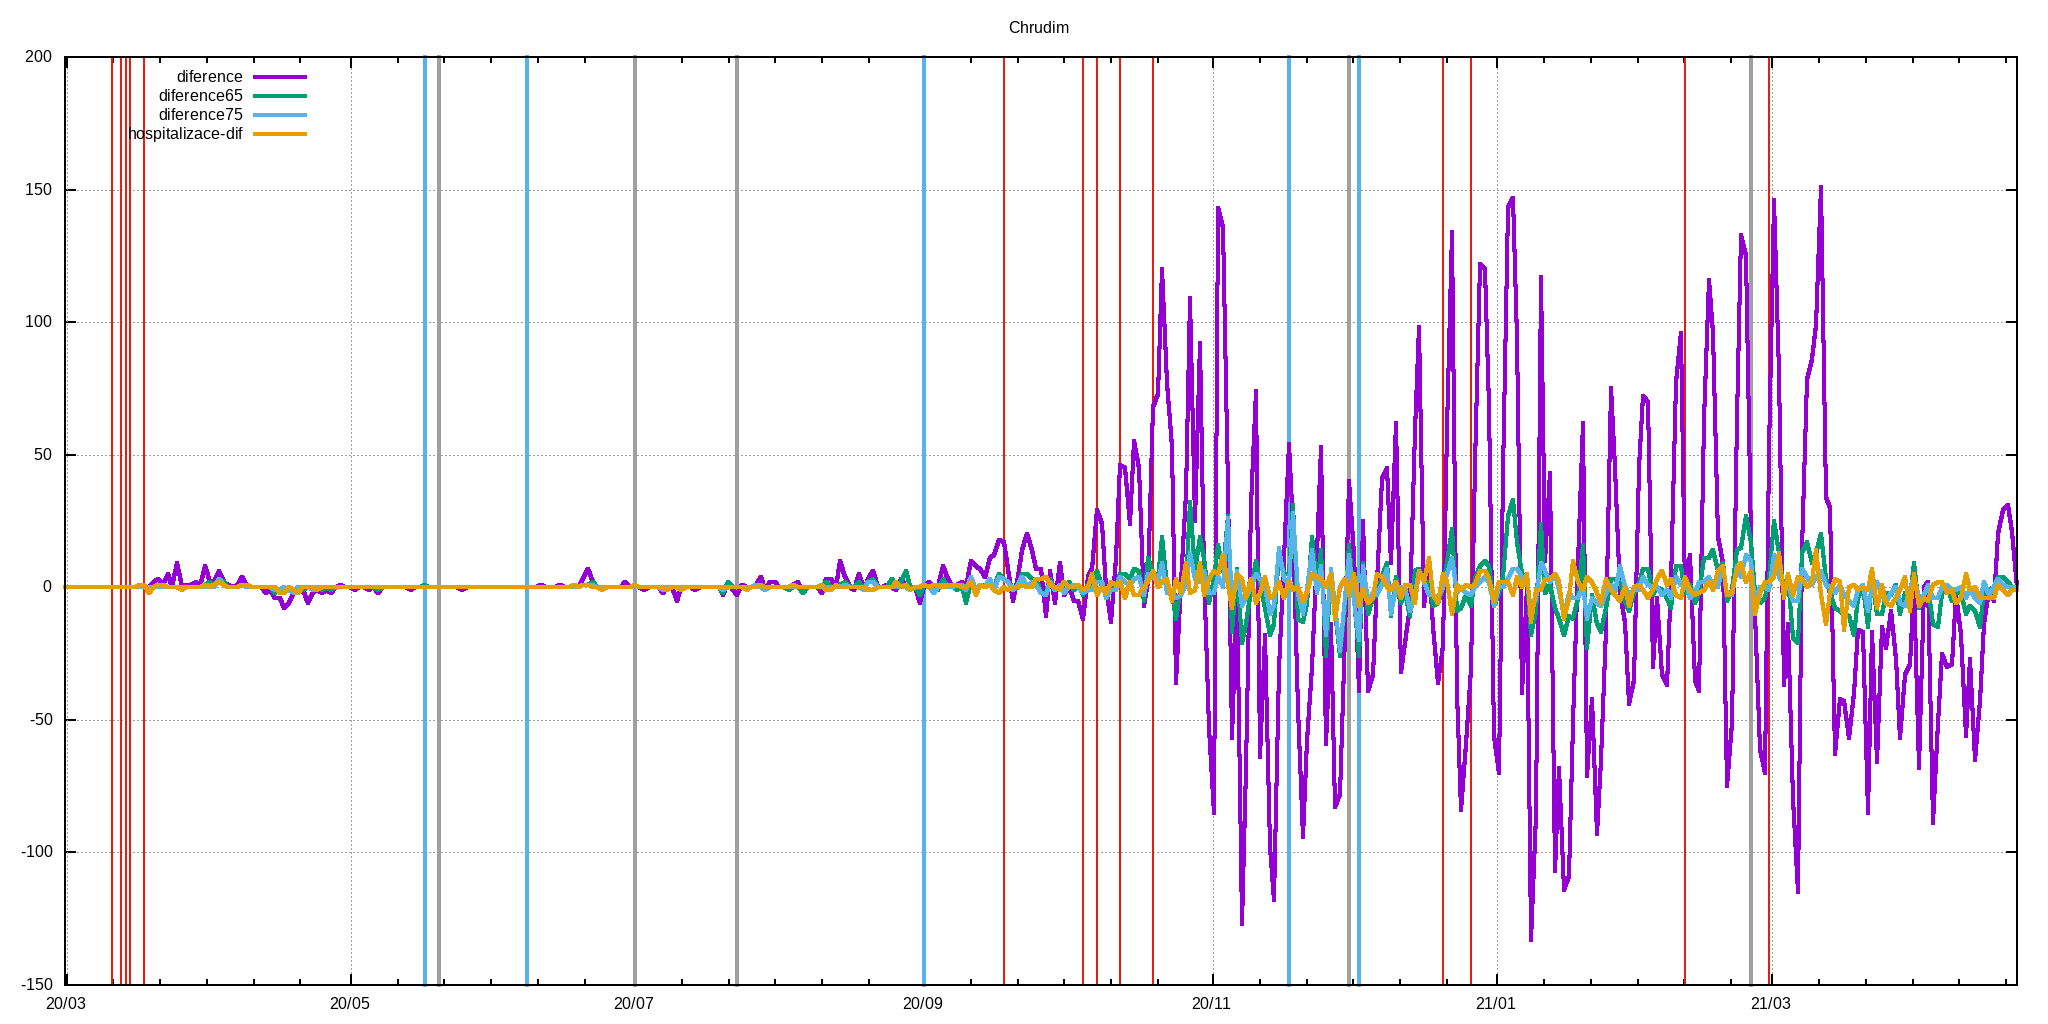 Chrudim
200
150
100
50
0
-50
-100
-150
diference
diference65
diference75
hospitalizace-dif
20/03 20/05 20/07 20/09 20/11 21/01 21/03